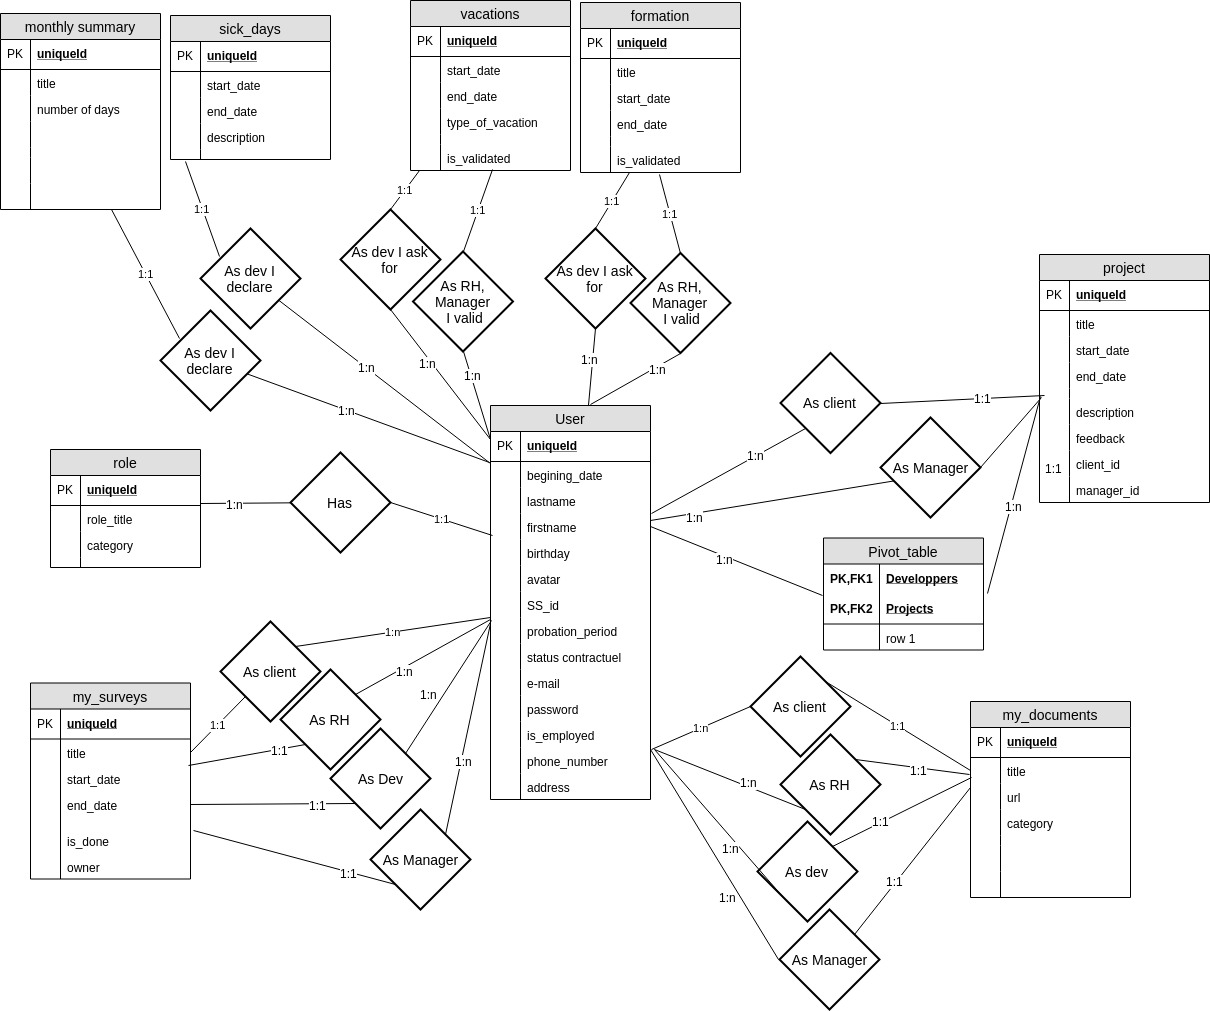 monthly summary
PK uniqueId
title
number of days
sick_days
PK uniqueId
start_date
end_date
description
vacations
PK uniqueId
start_date
end_date
type_of_vacation
is_validated
formation
PK uniqueId
title
start_date
end_date
is_validated
1:1
1:1
1:1
1:1
1:1
1:1
As dev I
declare
As dev I
declare
As dev I ask
for
As RH,
Manager
I valid
As dev I ask
for
As RH,
Manager
I valid
1:n
1:n
1:n
1:n
1:n
1:n
project
PK uniqueId
title
start_date
end_date
description
feedback
client_id
manager_id
1:1
As client
1:1
1:n
As Manager
1:n
1:n
1:n
Pivot_table
PK,FK1 Developpers
PK,FK2 Projects
row 1
User
PK uniqueId
begining_date
lastname
firstname
birthday
avatar
SS_id
probation_period
status contractuel
e-mail
password
is_employed
phone_number
address
role
PK uniqueId
role_title
category
1:n
Has
1:1
my_surveys
PK uniqueId
title
start_date
end_date
is_done
owner
As client
As RH
As Dev
As Manager
1:n
1:n
1:n
1:n
1:1
1:1
1:1
1:1
my_documents
PK uniqueId
title
url
category
As client
As RH
As dev
As Manager
1:n
1:n
1:n
1:n
1:1
1:1
1:1
1:1